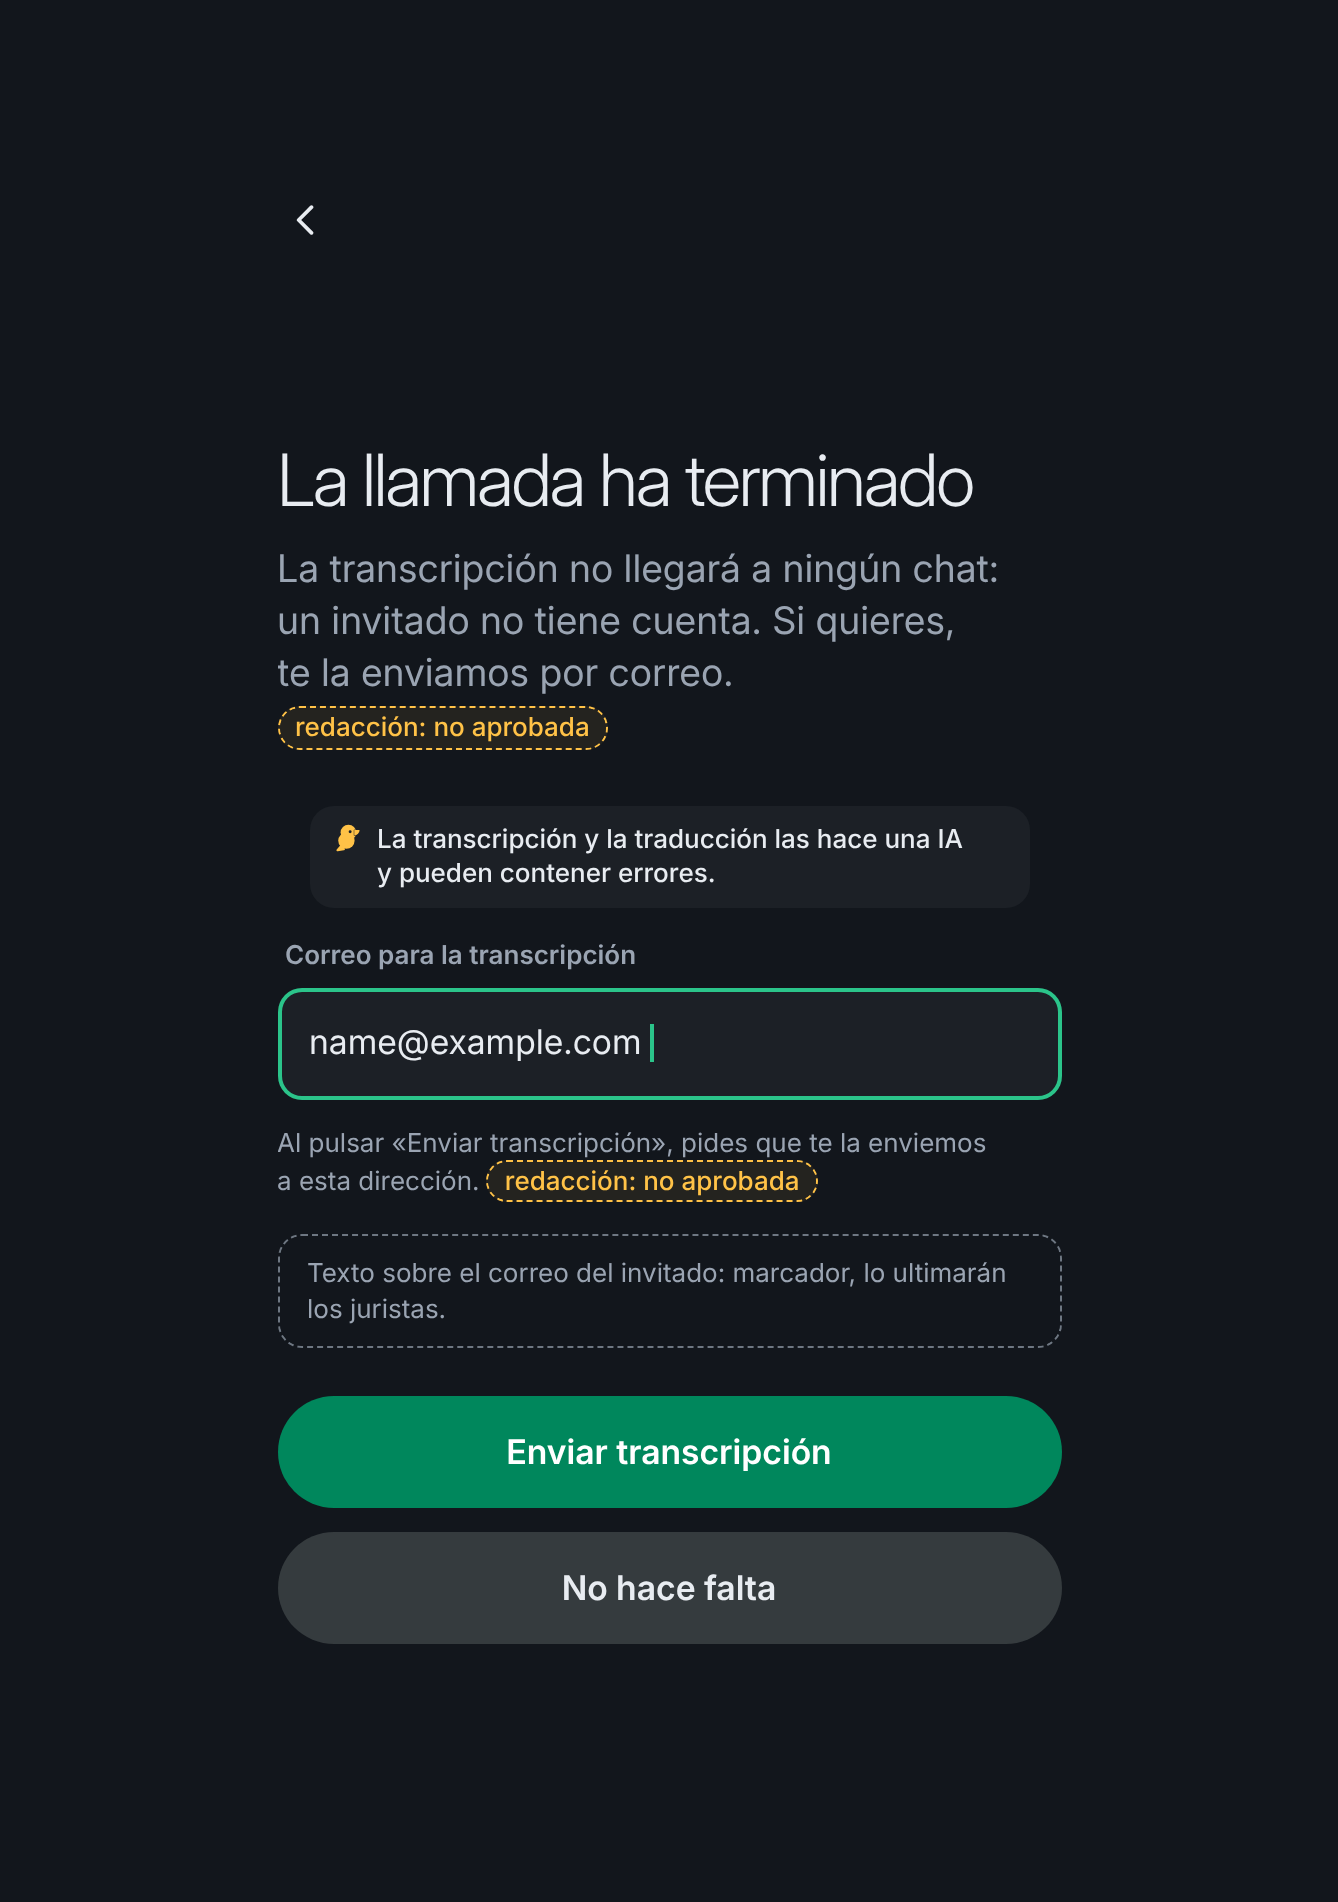 La llamada ha terminado
La transcripción no llegará a ningún chat:
un invitado no tiene cuenta. Si quieres,
te la enviamos por correo.
redacción: no aprobada
La transcripción y la traducción las hace una IA
y pueden contener errores.
Correo para la transcripción
name@example.com
Al pulsar «Enviar transcripción», pides que te la enviemos
a esta dirección. redacción: no aprobada
Texto sobre el correo del invitado: marcador, lo ultimarán
los juristas.
Enviar transcripción
No hace falta